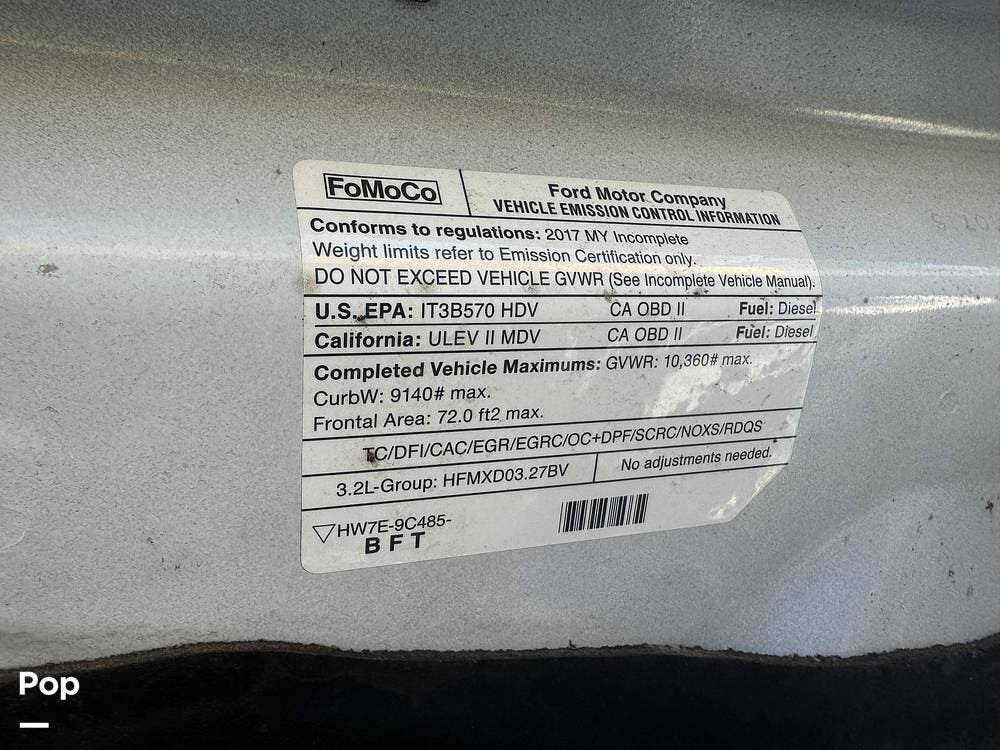 FoMoCo
Ford Motor Company
VEHICLE EMISSION CONTROL INFORMATION
Conforms to regulations: 2017 MY Incomplete
Weight limits refer to Emission Certification only.
DO NOT EXCEED VEHICLE GVWR (See Incomplete Vehicle Manual).
U.S. EPA: IT3B570 HDV CA OBD II Fuel: Diesel
California: ULEV II MDV CA OBD II Fuel: Diesel
Completed Vehicle Maximums: GVWR: 10,360# max.
CurbW: 9140# max.
Frontal Area: 72.0 ft2 max.
TC/DFI/CAC/EGR/EGRC/OC+DPF/SCRC/NOXS/RDQS
3.2L-Group: HFMXD03.27BV No adjustments needed.
HW7E-9C485-
BFT
Pop